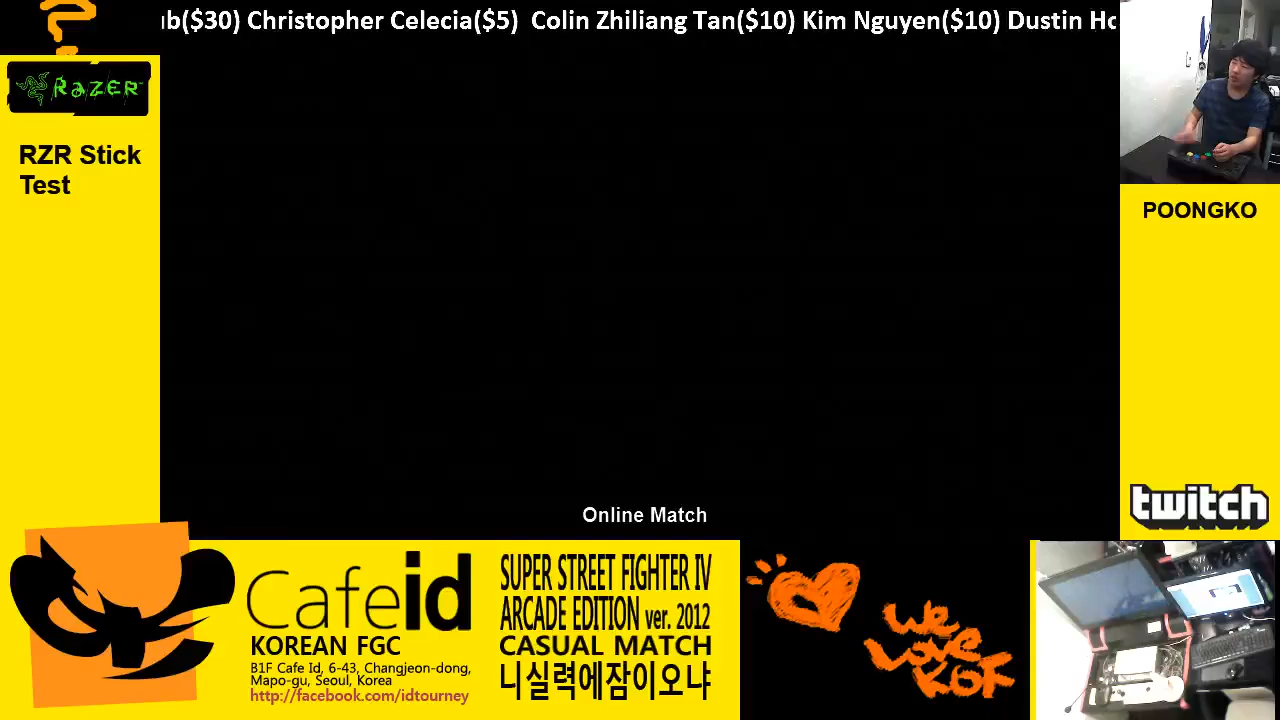 ub($30) Christopher Celecia($5) Colin Zhiliang Tan($10) Kim Nguyen($10) Dustin Ho
RAZER
RZR Stick
Test
POONGKO
Online Match
twitch
Cafeid
KOREAN FGC
B1F Cafe Id, 6-43, Changjeon-dong,
Mapo-gu, Seoul, Korea
http://facebook.com/idtourney
SUPER STREET FIGHTER IV
ARCADE EDITION ver. 2012
CASUAL MATCH
니실력에잠이오냐
we
love
KOF